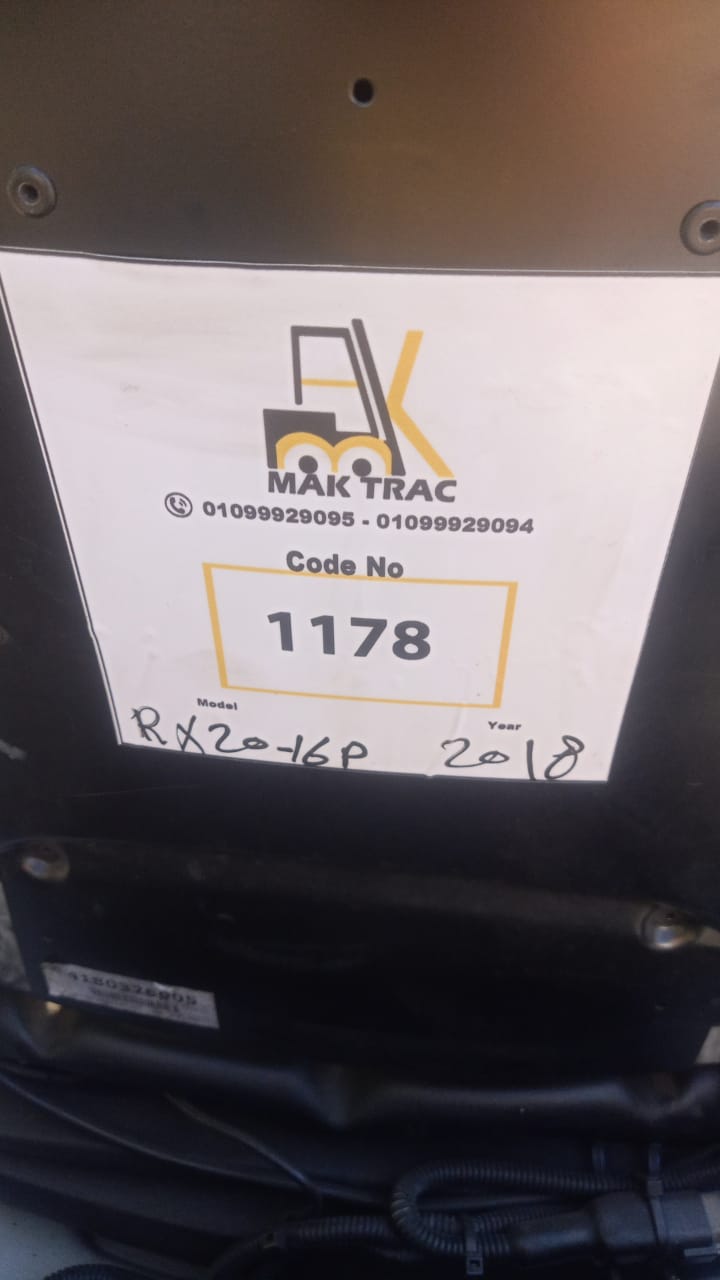 MAK TRAC
01099929095 - 01099929094
Code No
1178
Model Year
RX20-16P 2018